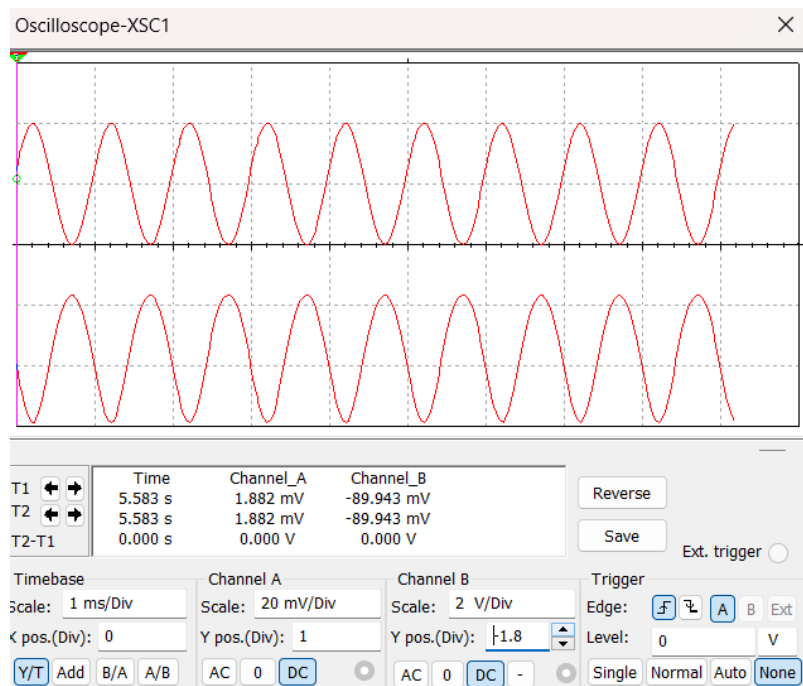 Oscilloscope-XSC1
Time Channel_A Channel_B
T1 5.583 s 1.882 mV -89.943 mV
T2 5.583 s 1.882 mV -89.943 mV
T2-T1 0.000 s 0.000 V 0.000 V
Reverse
Save
Ext. trigger
Timebase Channel A Channel B Trigger
Scale: 1 ms/Div Scale: 20 mV/Div Scale: 2 V/Div Edge: A B Ext
X pos.(Div): 0 Y pos.(Div): 1 Y pos.(Div): -1.8 Level: 0 V
Y/T Add B/A A/B AC 0 DC AC 0 DC - Single Normal Auto None